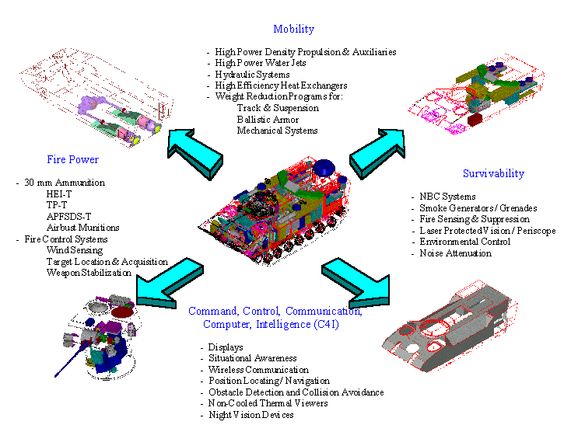 Mobility
- High Power Density Propulsion & Auxiliaries
- High Power Water Jets
- Hydraulic Systems
- High Efficiency Heat Exchangers
- Weight Reduction Programs for:
Track & Suspension
Ballistic Armor
Mechanical Systems
Fire Power
- 30 mm Ammunition
HEI-T
TP-T
APFSDS-T
Airbust Munitions
- Fire Control Systems
Wind Sensing
Target Location & Acquisition
Weapon Stabilization
Survivability
- NBC Systems
- Smoke Generators / Grenades
- Fire Sensing & Suppression
- Laser Protected Vision / Periscope
- Environmental Control
- Noise Attenuation
Command, Control, Communication,
Computer, Intelligence (C4I)
- Displays
- Situational Awareness
- Wireless Communication
- Position Locating / Navigation
- Obstacle Detection and Collision Avoidance
- Non-Cooled Thermal Viewers
- Night Vision Devices